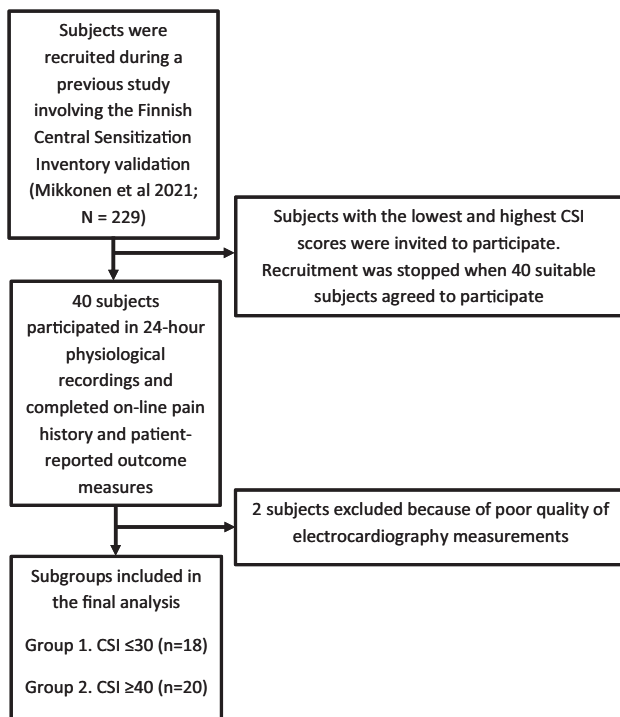 Subjects were
recruited during a
previous study
involving the Finnish
Central Sensitization
Inventory validation
(Mikkonen et al 2021;
N = 229)
Subjects with the lowest and highest CSI
scores were invited to participate.
Recruitment was stopped when 40 suitable
subjects agreed to participate
40 subjects
participated in 24-hour
physiological
recordings and
completed on-line pain
history and patient-
reported outcome
measures
2 subjects excluded because of poor quality of
electrocardiography measurements
Subgroups included in
the final analysis
Group 1. CSI ≤30 (n=18)
Group 2. CSI ≥40 (n=20)